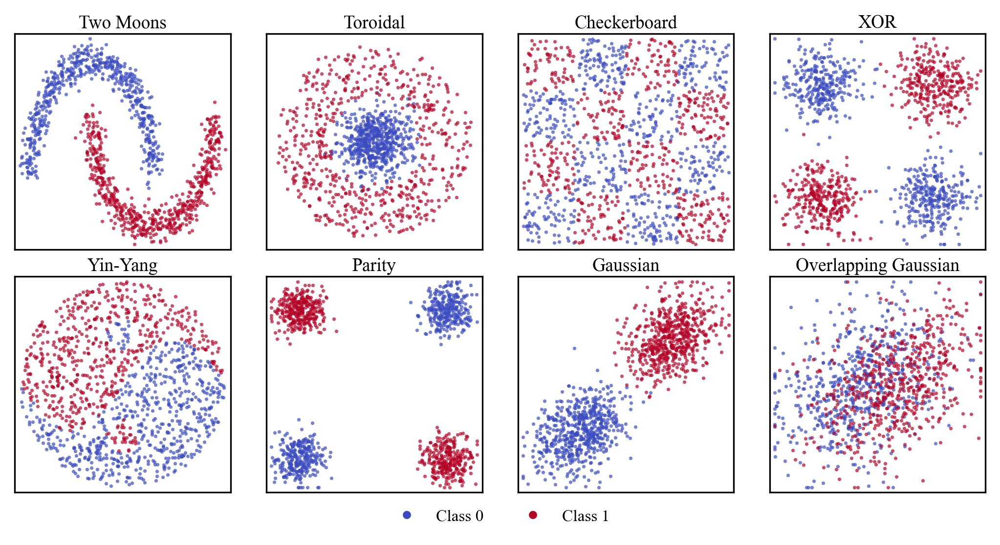 Two Moons
Toroidal
Checkerboard
XOR
Yin-Yang
Parity
Gaussian
Overlapping Gaussian
Class 0
Class 1